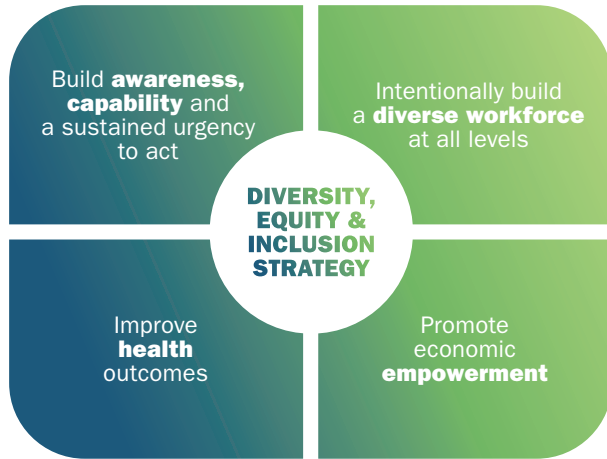 Build awareness,
capability and
a sustained urgency
to act
Intentionally build
a diverse workforce
at all levels
DIVERSITY,
EQUITY &
INCLUSION
STRATEGY
Improve
health
outcomes
Promote
economic
empowerment